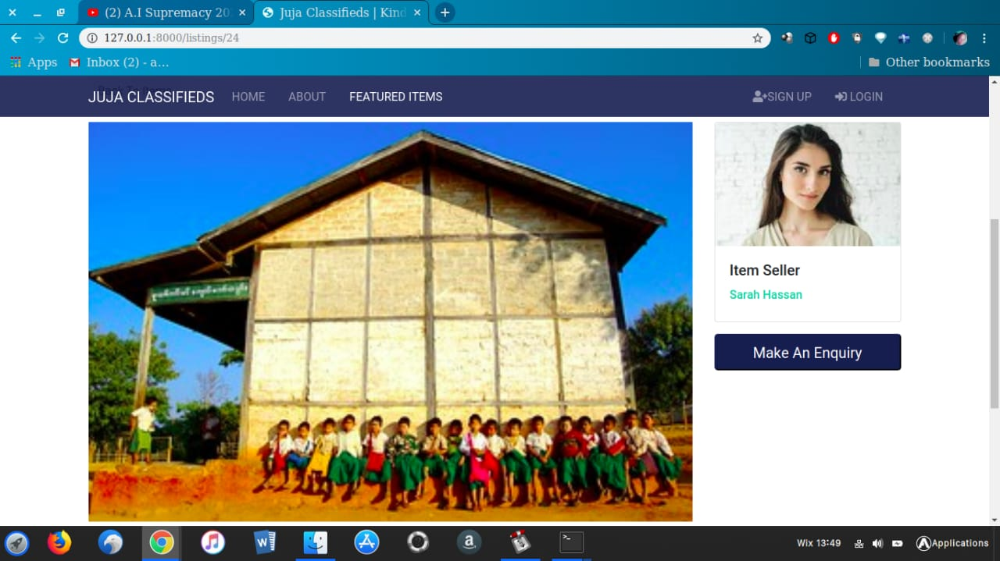 (2) A.I Supremacy 20
Juja Classifieds | Kind
127.0.0.1:8000/listings/24
Apps
Inbox (2) - a…
Other bookmarks
JUJA CLASSIFIEDS
HOME
ABOUT
FEATURED ITEMS
SIGN UP
LOGIN
Item Seller
Sarah Hassan
Make An Enquiry
Wix 13:49
Applications